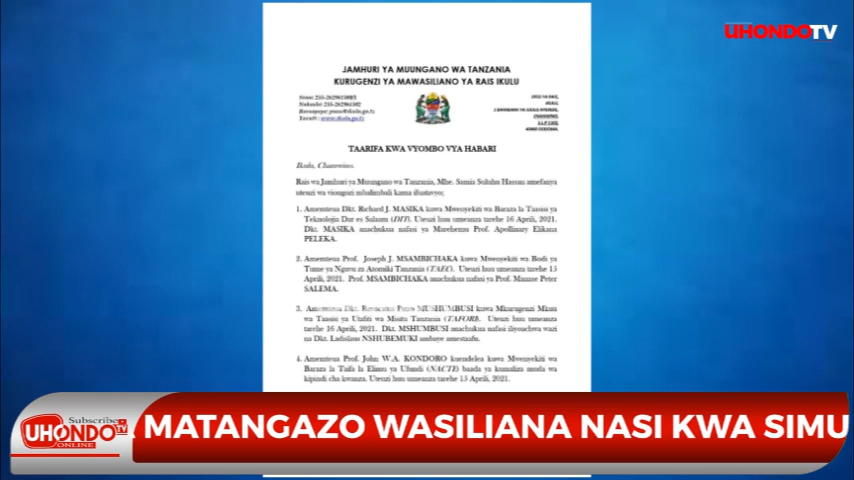 UHONDOTV
JAMHURI YA MUUNGANO WA TANZANIA
KURUGENZI YA MAWASILIANO YA RAIS IKULU
TAARIFA KWA VYOMBO VYA HABARI
Ikulu, Chamwino.
Rais wa Jamhuri ya Muungano wa Tanzania, Mhe. Samia Suluhu Hassan amefanya
uteuzi wa viongozi mbalimbali kama ifuatavyo;
1. Amemteua Dkt. Richard J. MASIKA kuwa Mwenyekiti wa Baraza la Taasisi ya
Teknolojia Dar es Salaam (DIT). Uteuzi huu umeanza tarehe 16 Aprili, 2021.
Dkt. MASIKA anachukua nafasi ya Marehemu Prof. Apollinary Elikana
PELEKA.
2. Amemteua Prof. Joseph J. MSAMBICHAKA kuwa Mwenyekiti wa Bodi ya
Tume ya Nguvu za Atomiki Tanzania (TAEC). Uteuzi huu umeanza tarehe 15
Aprili, 2021. Prof. MSAMBICHAKA anachukua nafasi ya Prof. Manase Peter
SALEMA.
3. Amemteua Dkt. MUSHUMBUSI kuwa Mkurugenzi Mkuu
wa Taasisi ya Utafiti wa Misitu Tanzania (TAFORI). Uteuzi huu umeanza
tarehe 16 Aprili, 2021. Dkt. MSHUMBUSI anachukua nafasi iliyoachwa wazi
na Dkt. Ladislaus NSHUBEMUKI ambaye amestaafu.
4. Amemteua Prof. John W.A. KONDORO kuendelea kuwa Mwenyekiti wa
Baraza la Taifa la Elimu ya Ufundi (NACTE) baada ya kumaliza muda wa
kipindi cha kwanza. Uteuzi huu umeanza tarehe 15 Aprili, 2021.
Subscribe
UHONDO TV
ONLINE
A MATANGAZO WASILIANA NASI KWA SIMU